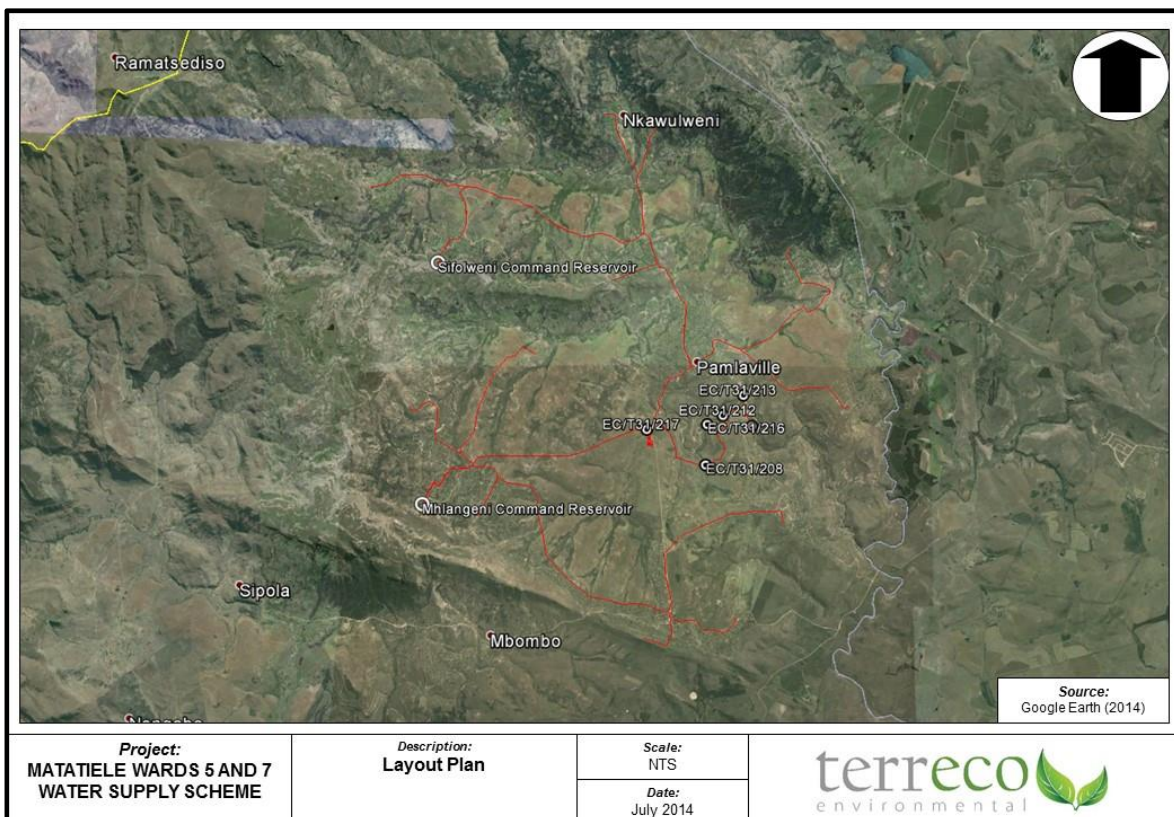 Ramatsediso
Nkawulweni
Sifolweni Command Reservoir
Pamlaville
EC/T31/213
EC/T31/212
EC/T31/217
EC/T31/216
EC/T31/208
Mhlangeni Command Reservoir
Sipola
Mbombo
Source:
Google Earth (2014)
Project:
MATATIELE WARDS 5 AND 7
WATER SUPPLY SCHEME
Description:
Layout Plan
Scale:
NTS
Date:
July 2014
terreco
environmental